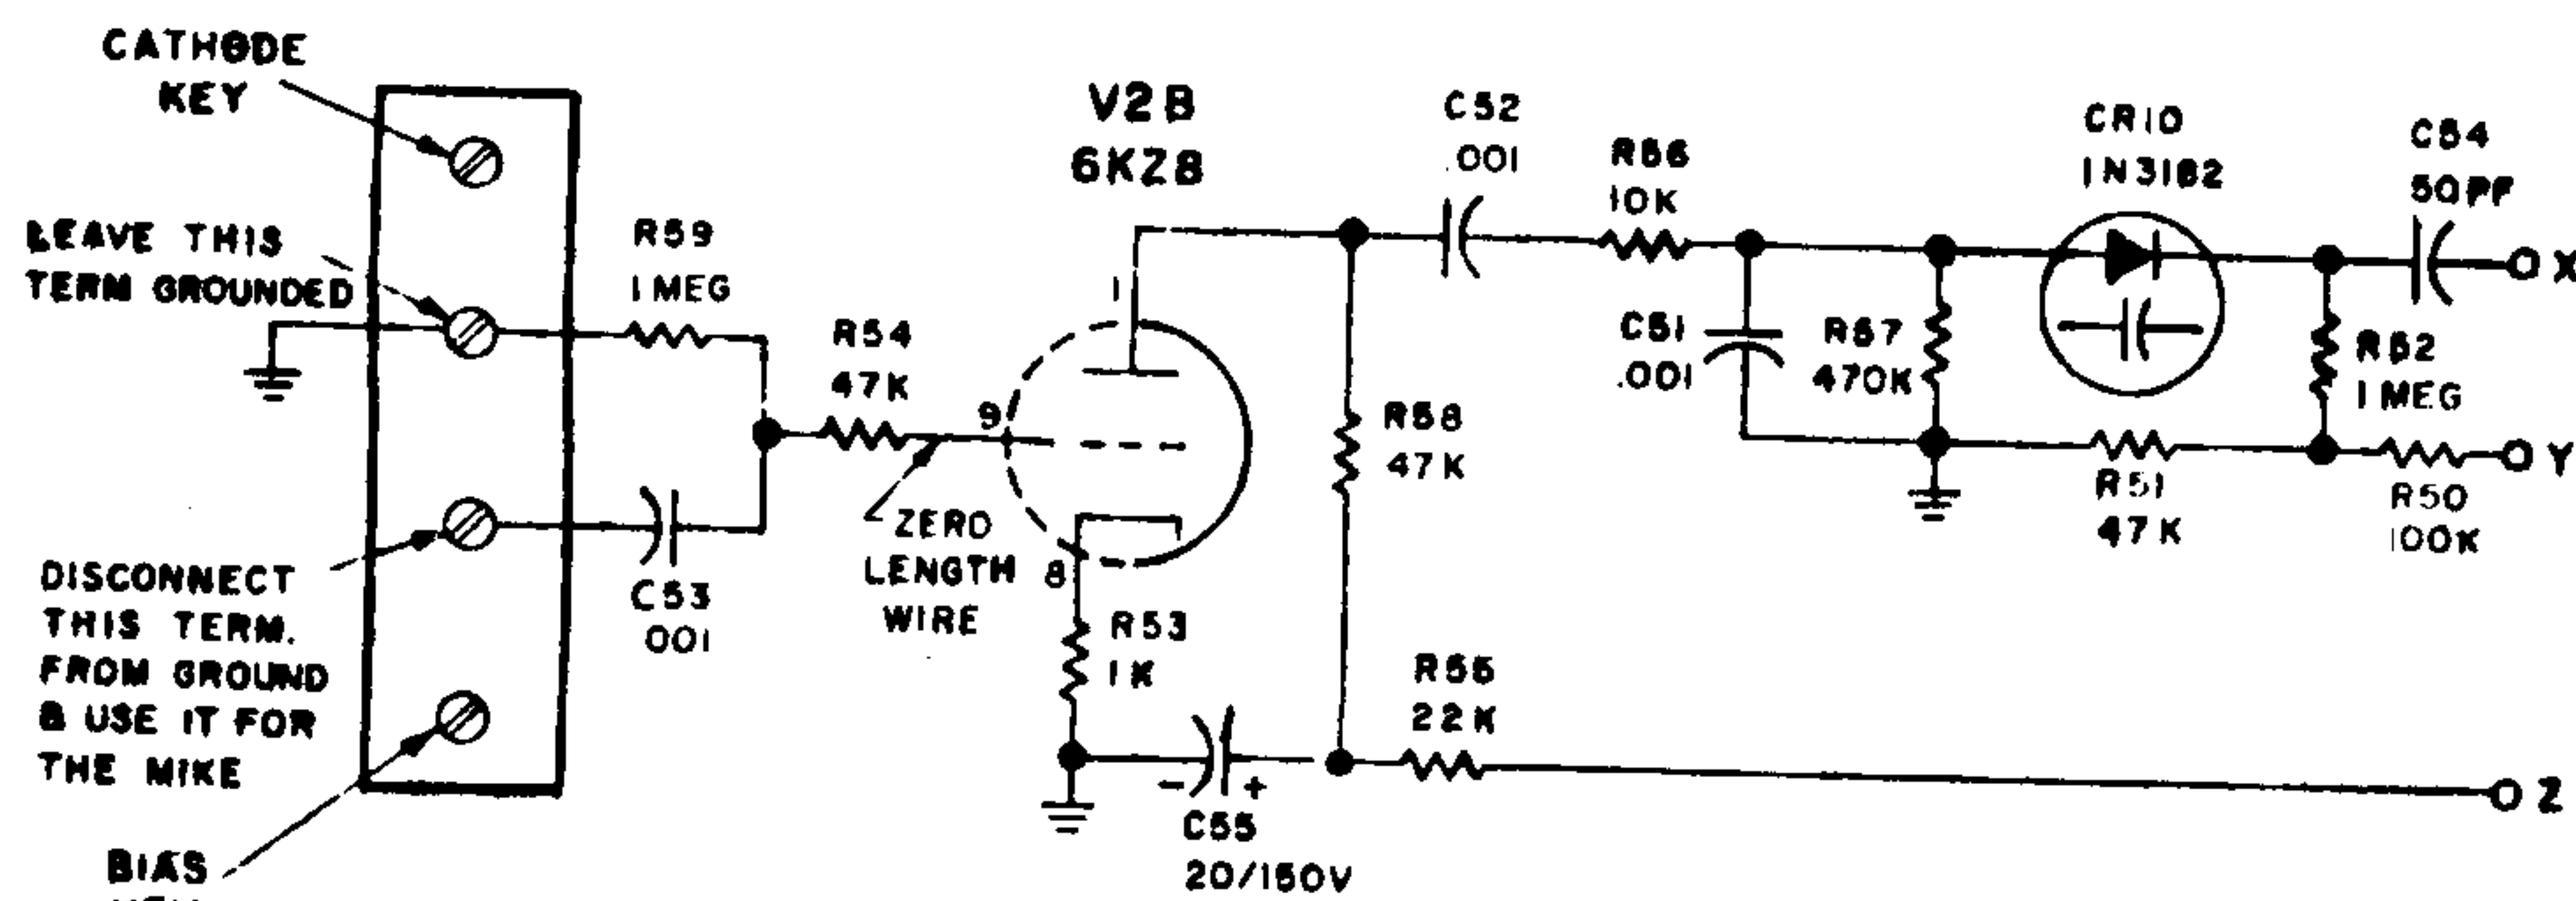 CATHODE
KEY
LEAVE THIS
TERM GROUNDED
DISCONNECT
THIS TERM.
FROM GROUND
& USE IT FOR
THE MIKE
BIAS
R59
1 MEG
C53
001
R54
47K
ZERO
LENGTH
WIRE
V2B
6KZ8
1
9
8
R53
1K
-
+
C55
20/150V
C52
.001
R56
10K
R58
47K
R55
22K
C51
.001
R57
470K
CR10
1N3182
C54
50PF
R52
1 MEG
R51
47K
R50
100K
X
Y
Z